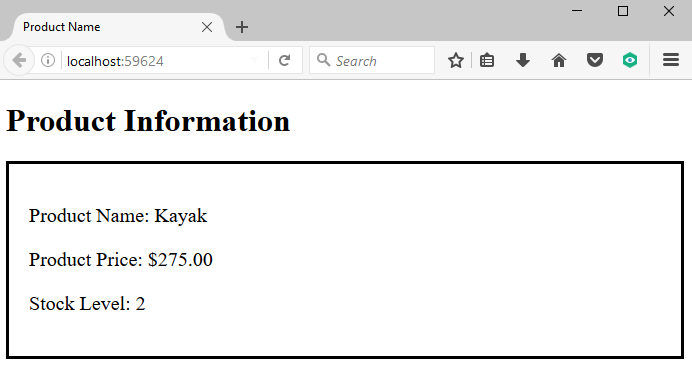 Product Name
localhost:59624
Search
Product Information
Product Name: Kayak
Product Price: $275.00
Stock Level: 2